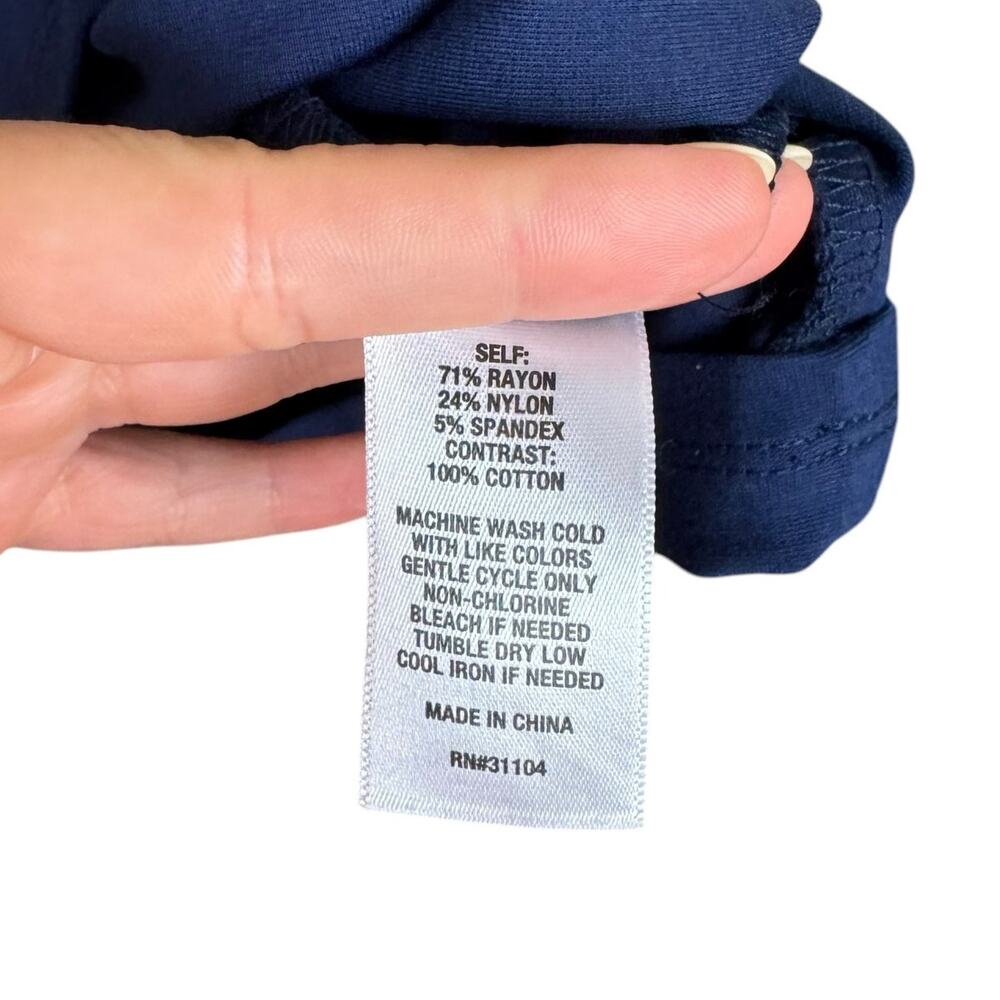 SELF:
71% RAYON
24% NYLON
5% SPANDEX
CONTRAST:
100% COTTON
MACHINE WASH COLD
WITH LIKE COLORS
GENTLE CYCLE ONLY
NON-CHLORINE
BLEACH IF NEEDED
TUMBLE DRY LOW
COOL IRON IF NEEDED
MADE IN CHINA
RN#31104